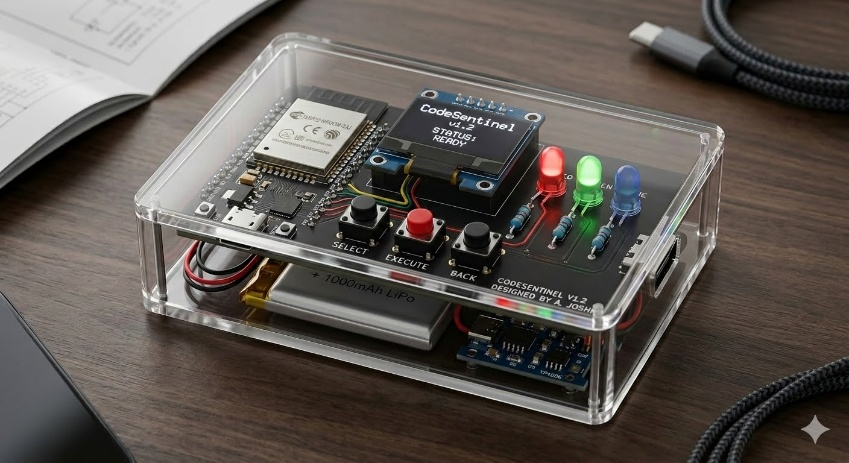 CodeSentinel
v1.2
STATUS:
READY
SELECT
EXECUTE
BACK
CODESENTINEL V1.2
DESIGNED BY A. JOSHI
+ 1000mAh LiPo